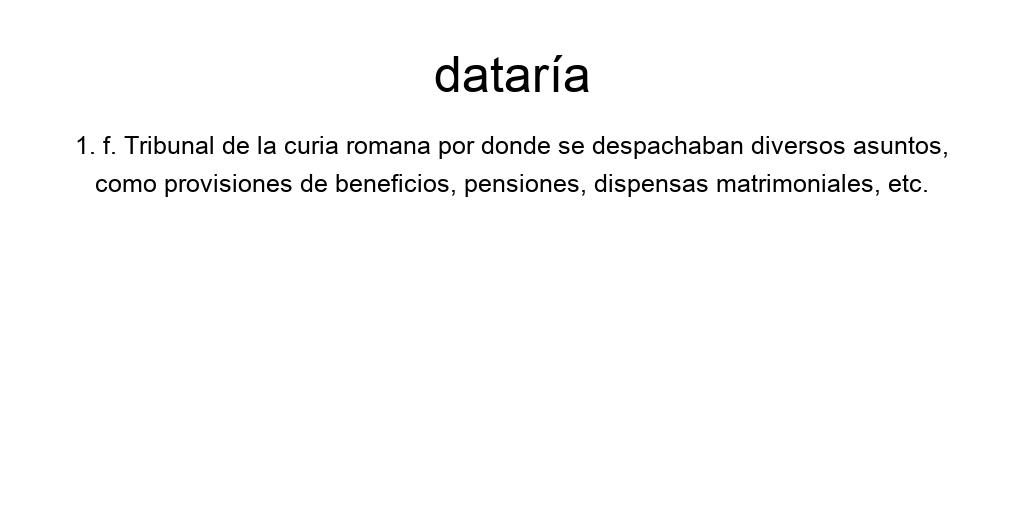 dataría
1. f. Tribunal de la curia romana por donde se despachaban diversos asuntos,
como provisiones de beneficios, pensiones, dispensas matrimoniales, etc.